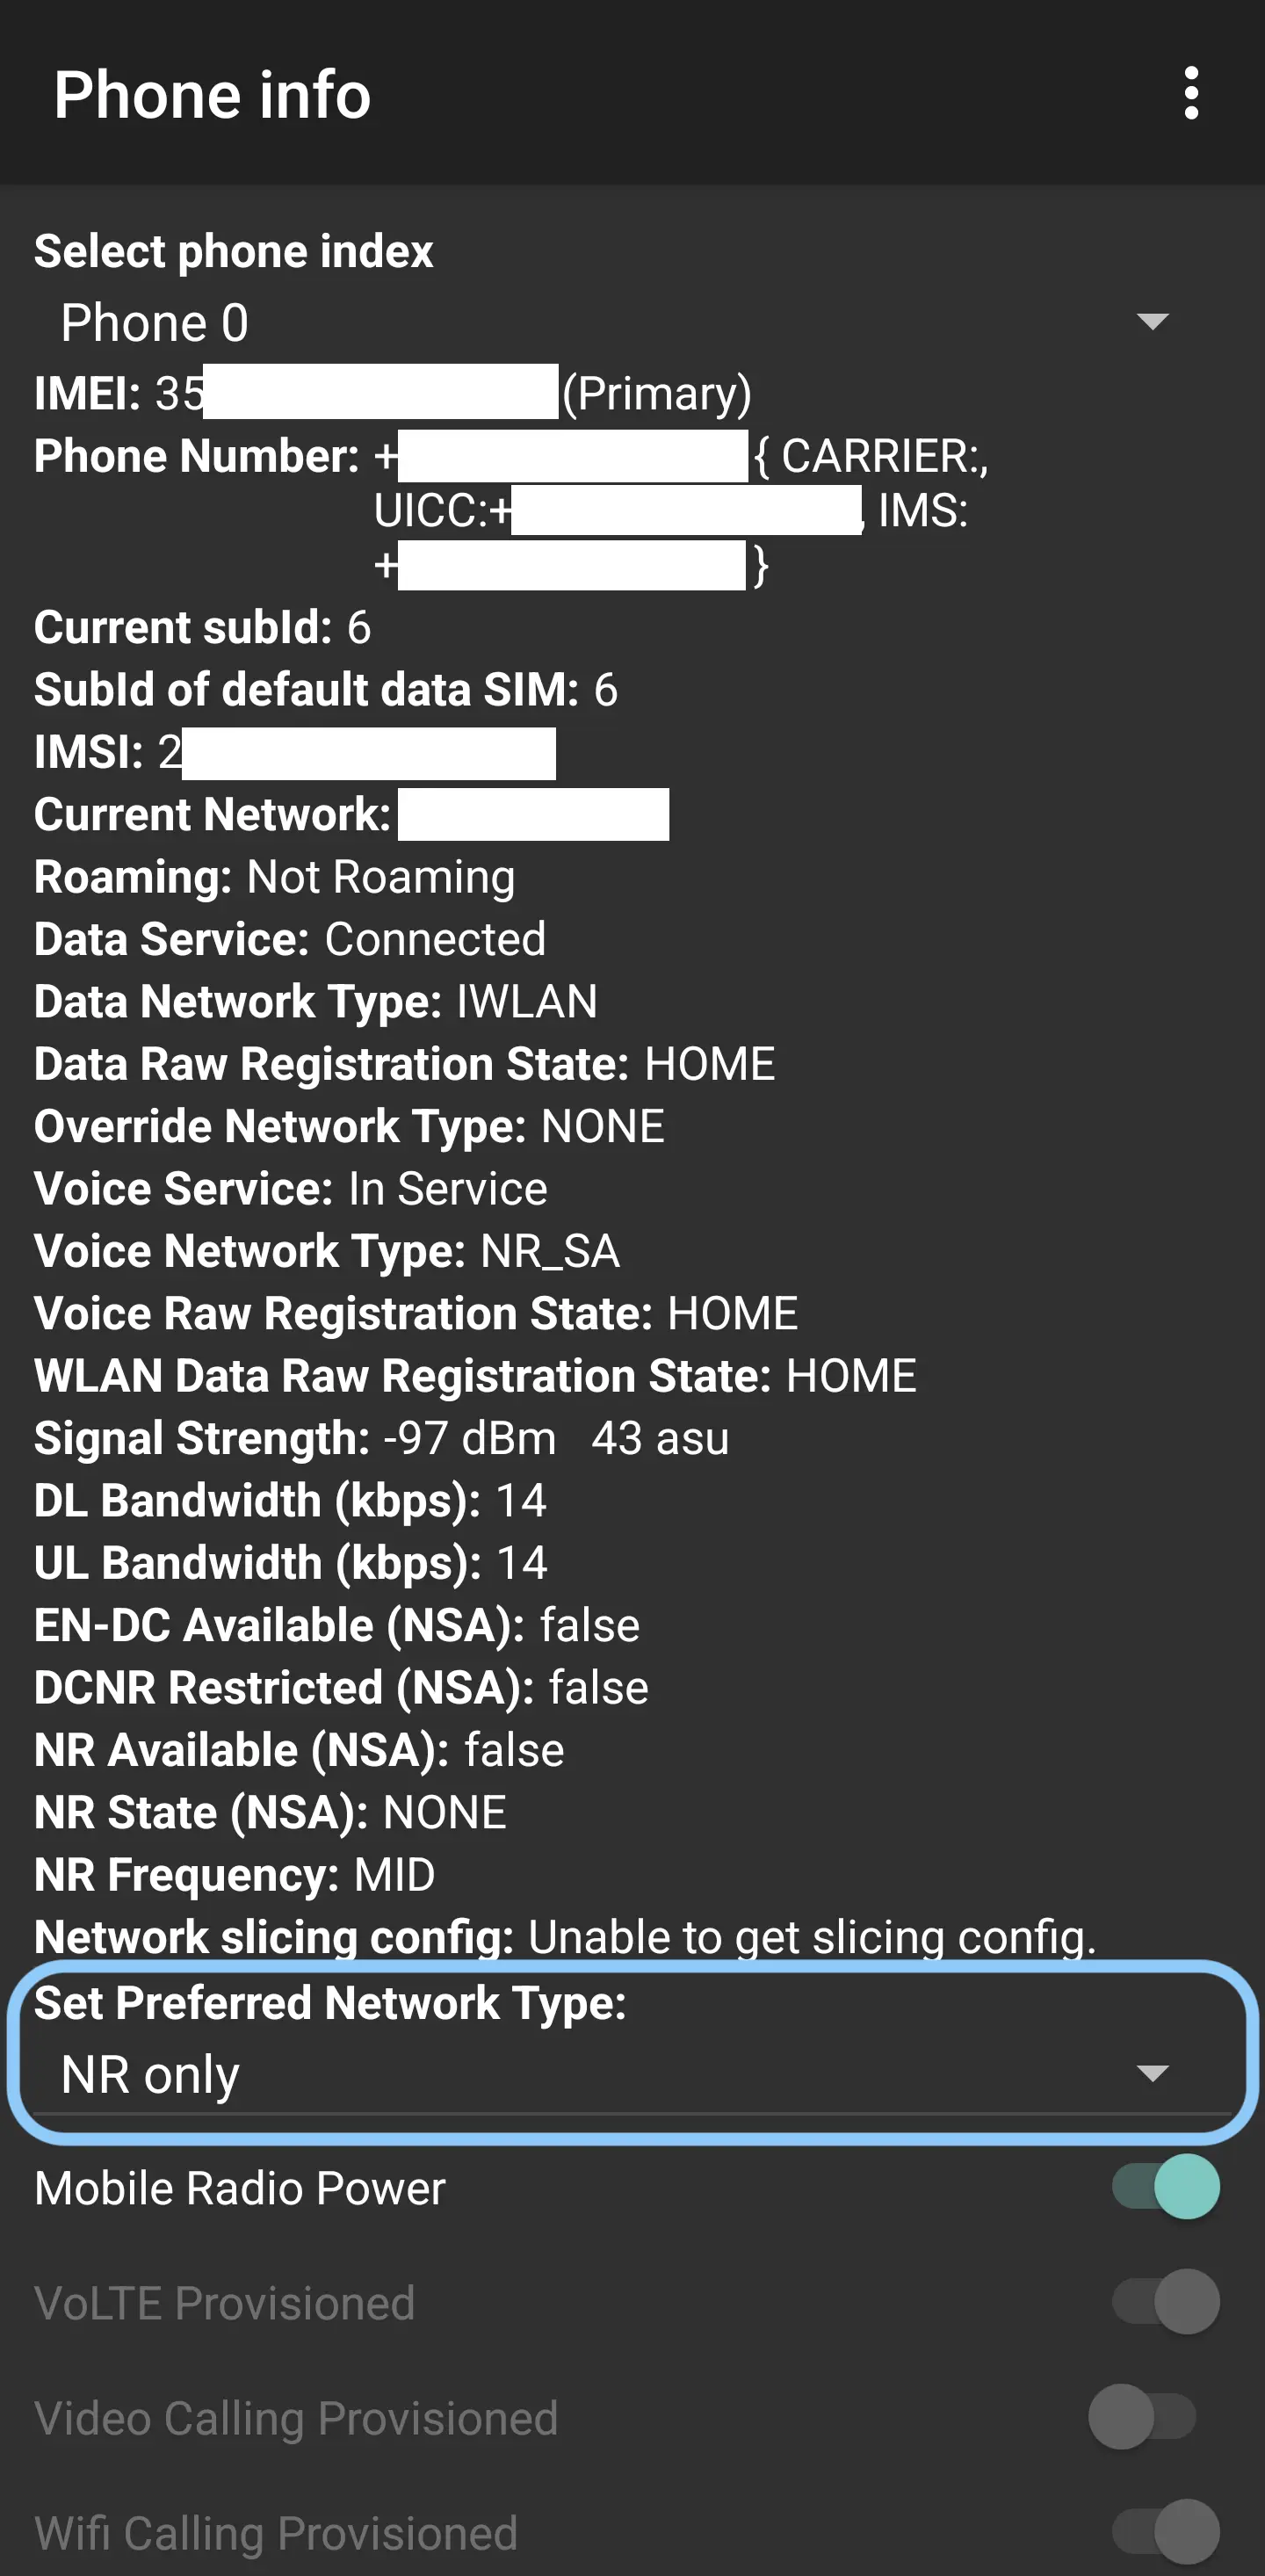 Phone info
Select phone index
Phone 0
IMEI: 35 (Primary)
Phone Number: + { CARRIER:,
UICC:+ , IMS:
+ }
Current subId: 6
SubId of default data SIM: 6
IMSI: 2
Current Network:
Roaming: Not Roaming
Data Service: Connected
Data Network Type: IWLAN
Data Raw Registration State: HOME
Override Network Type: NONE
Voice Service: In Service
Voice Network Type: NR_SA
Voice Raw Registration State: HOME
WLAN Data Raw Registration State: HOME
Signal Strength: -97 dBm 43 asu
DL Bandwidth (kbps): 14
UL Bandwidth (kbps): 14
EN-DC Available (NSA): false
DCNR Restricted (NSA): false
NR Available (NSA): false
NR State (NSA): NONE
NR Frequency: MID
Network slicing config: Unable to get slicing config.
Set Preferred Network Type:
NR only
Mobile Radio Power
VoLTE Provisioned
Video Calling Provisioned
Wifi Calling Provisioned